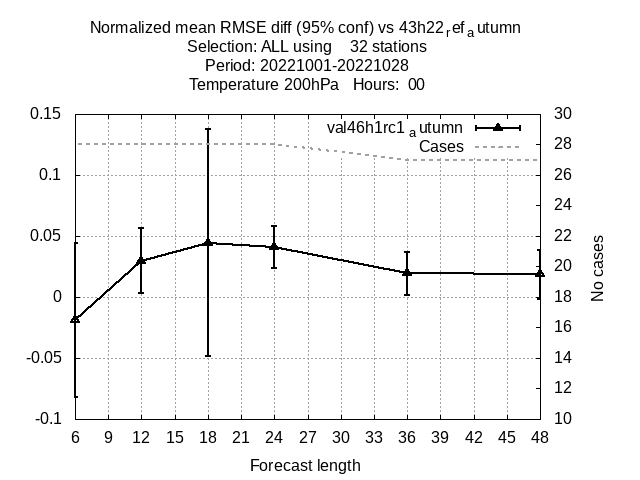 Normalized mean RMSE diff (95% conf) vs 43h22refautumn
Selection: ALL using 32 stations
Period: 20221001-20221028
Temperature 200hPa Hours: 00
0.15
0.1
0.05
0
-0.05
-0.1
30
28
26
24
22
20
18
16
14
12
10
val46h1rc1autumn
Cases
No cases
6 9 12 15 18 21 24 27 30 33 36 39 42 45 48
Forecast length